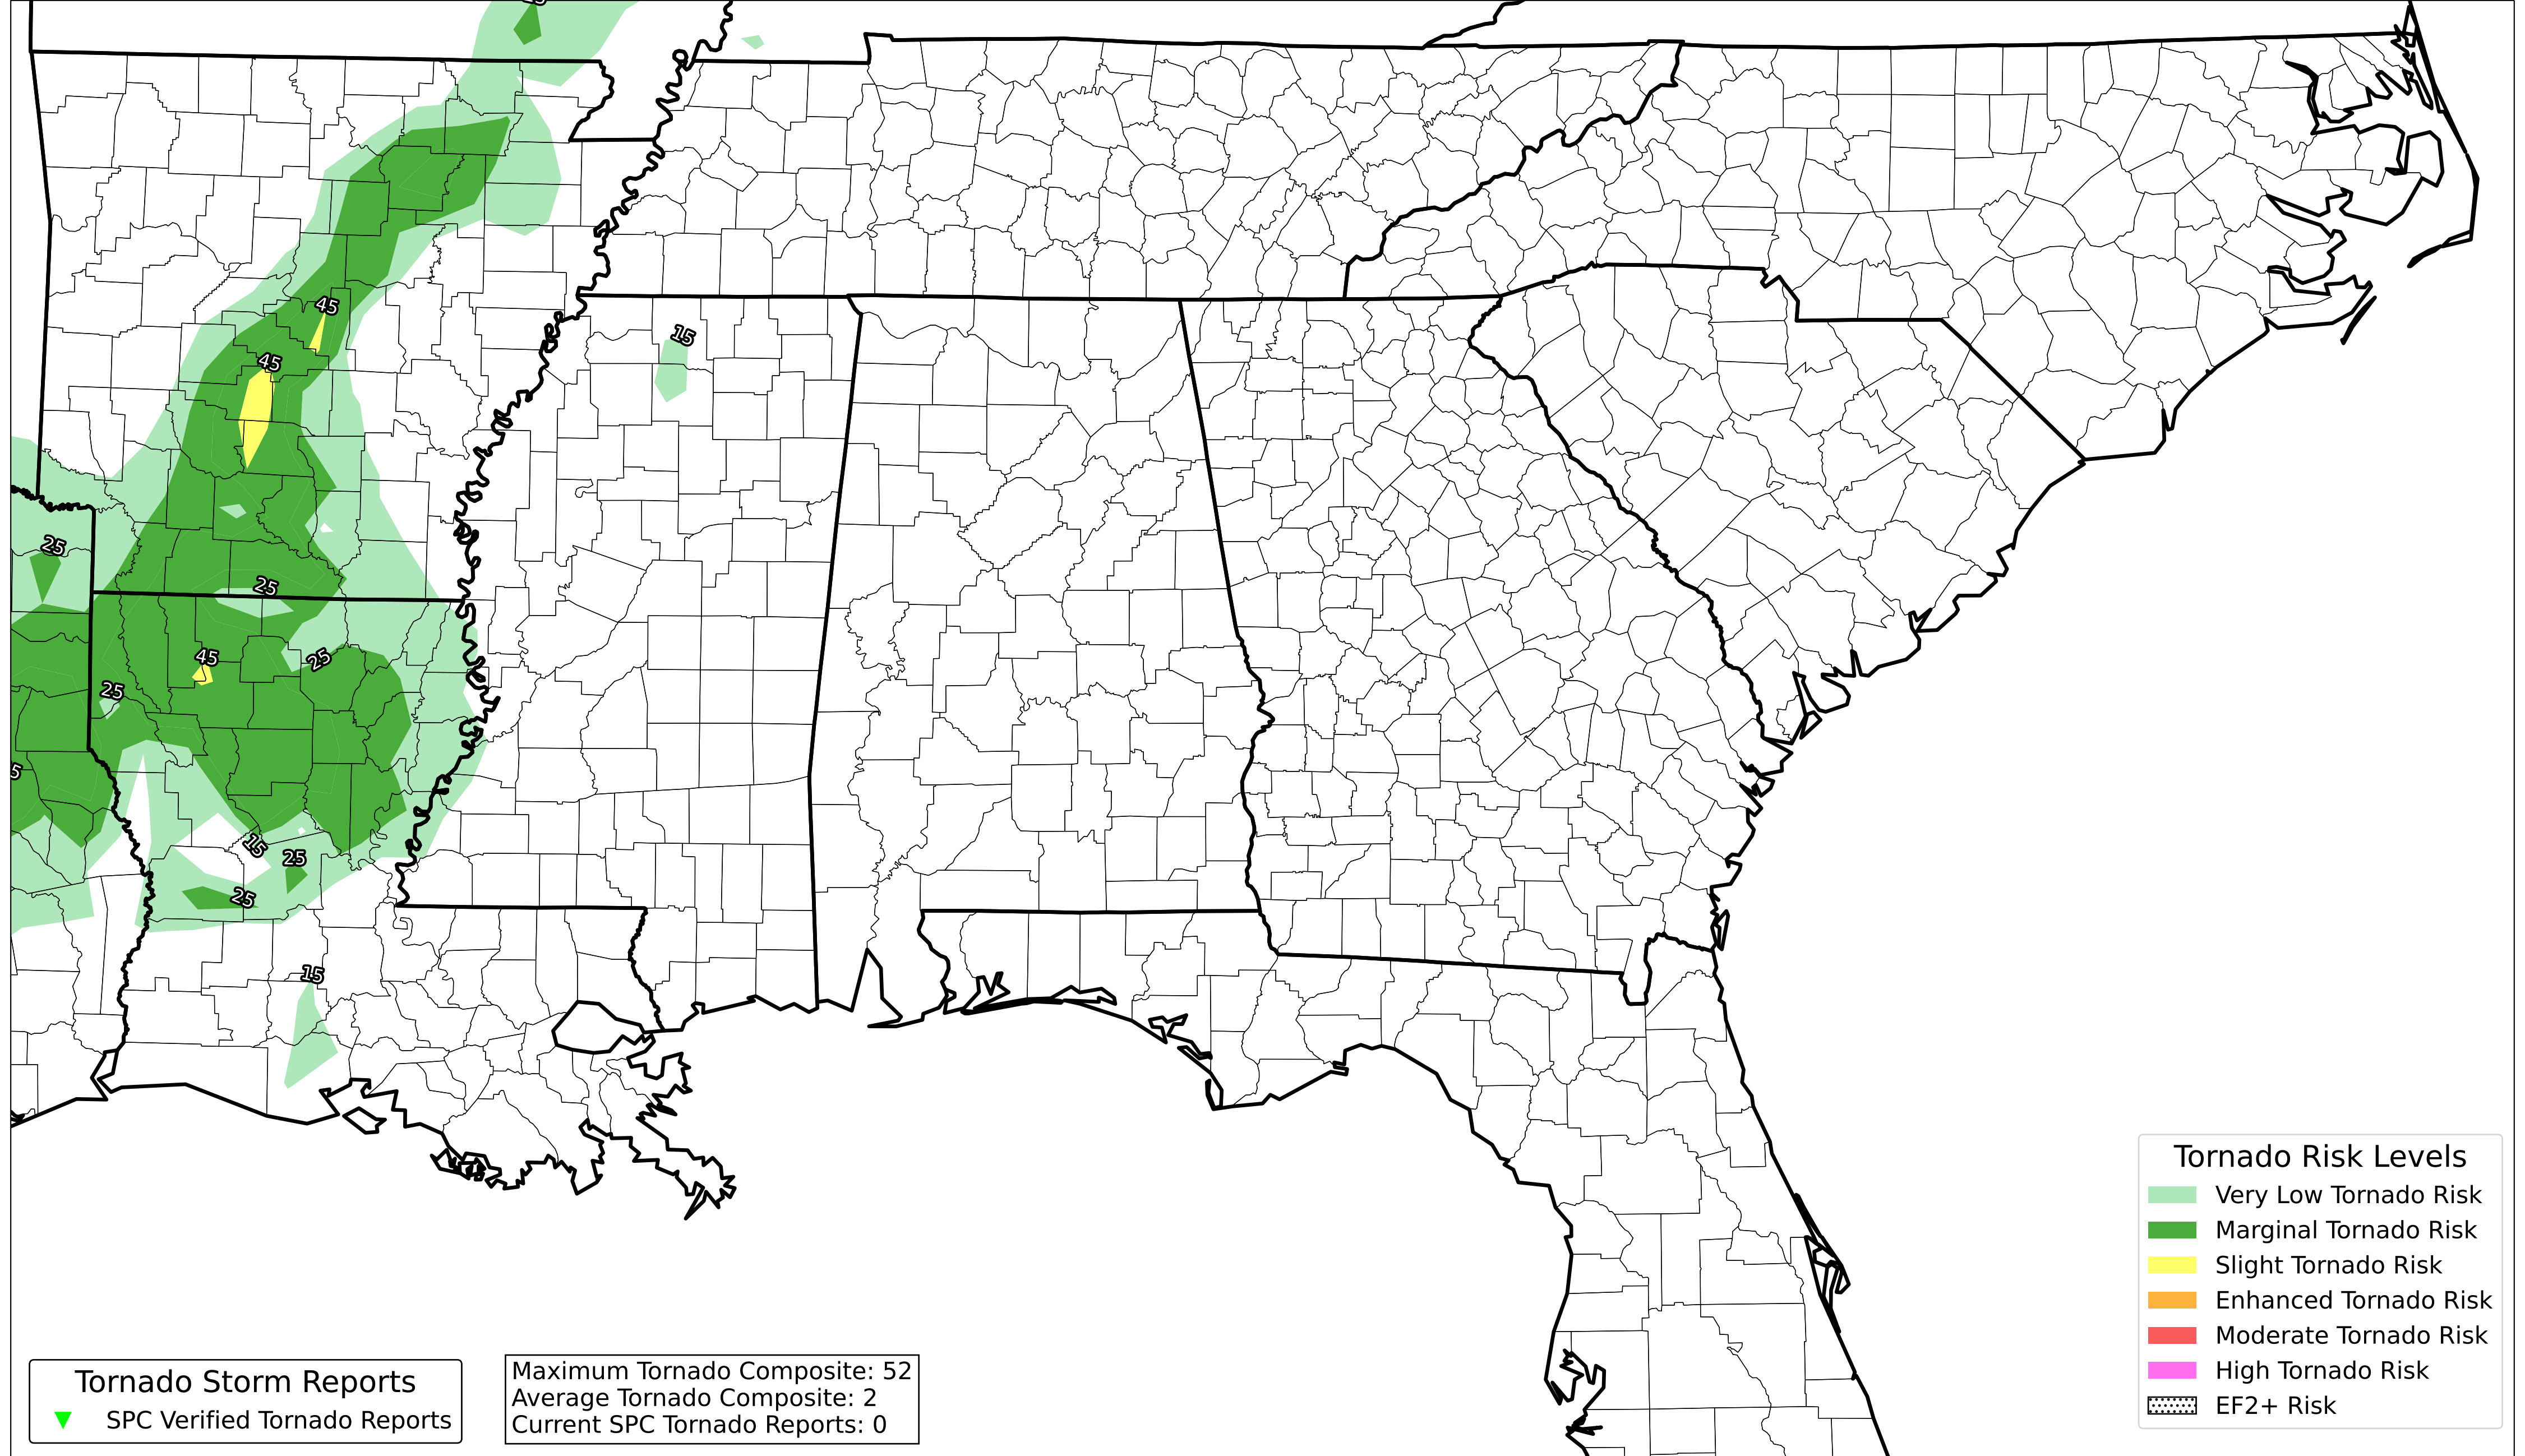 15
45
45
25
25
45
25
25
15
25
25
15
Tornado Storm Reports
SPC Verified Tornado Reports
Maximum Tornado Composite: 52
Average Tornado Composite: 2
Current SPC Tornado Reports: 0
Tornado Risk Levels
Very Low Tornado Risk
Marginal Tornado Risk
Slight Tornado Risk
Enhanced Tornado Risk
Moderate Tornado Risk
High Tornado Risk
EF2+ Risk